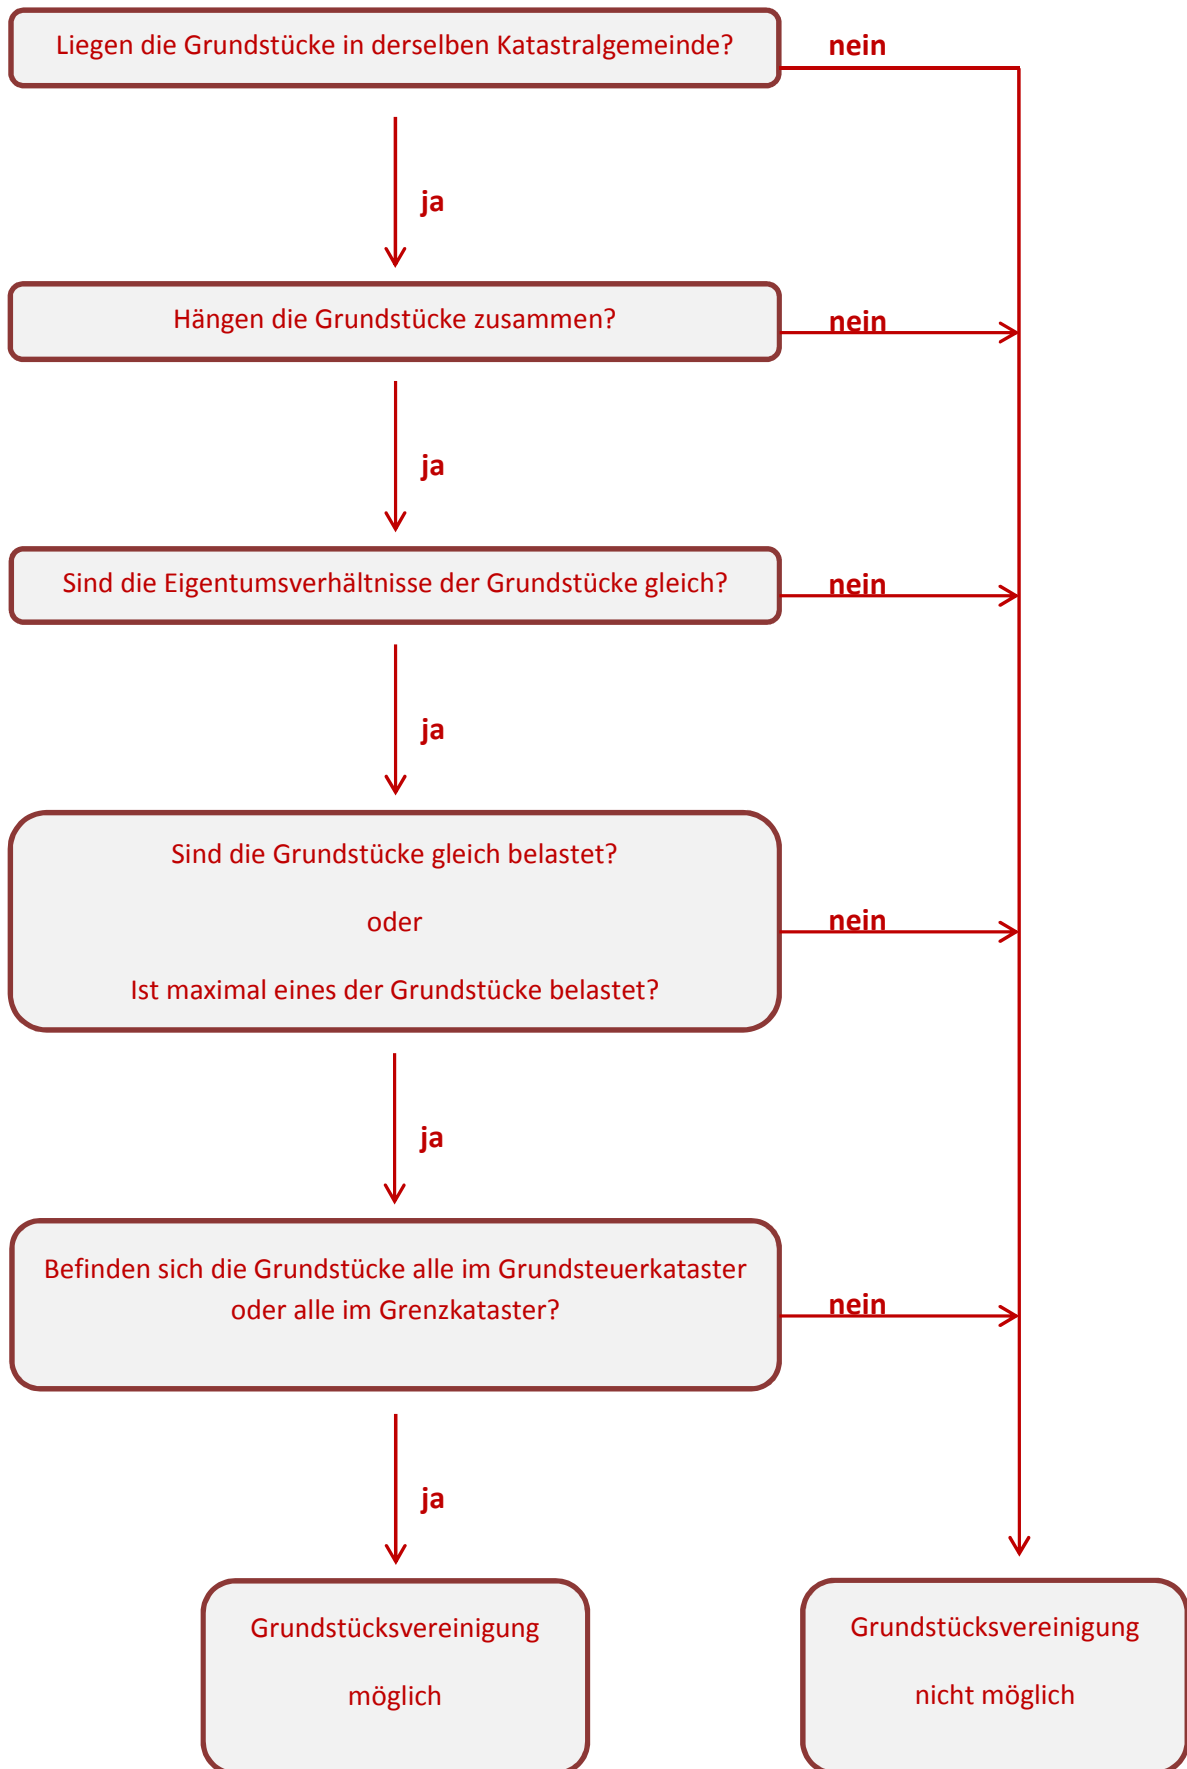 Liegen die Grundstücke in derselben Katastralgemeinde?
nein
ja
Hängen die Grundstücke zusammen?
nein
ja
Sind die Eigentumsverhältnisse der Grundstücke gleich?
nein
ja
Sind die Grundstücke gleich belastet?
oder
Ist maximal eines der Grundstücke belastet?
nein
ja
Befinden sich die Grundstücke alle im Grundsteuerkataster
oder alle im Grenzkataster?
nein
ja
Grundstücksvereinigung
möglich
Grundstücksvereinigung
nicht möglich